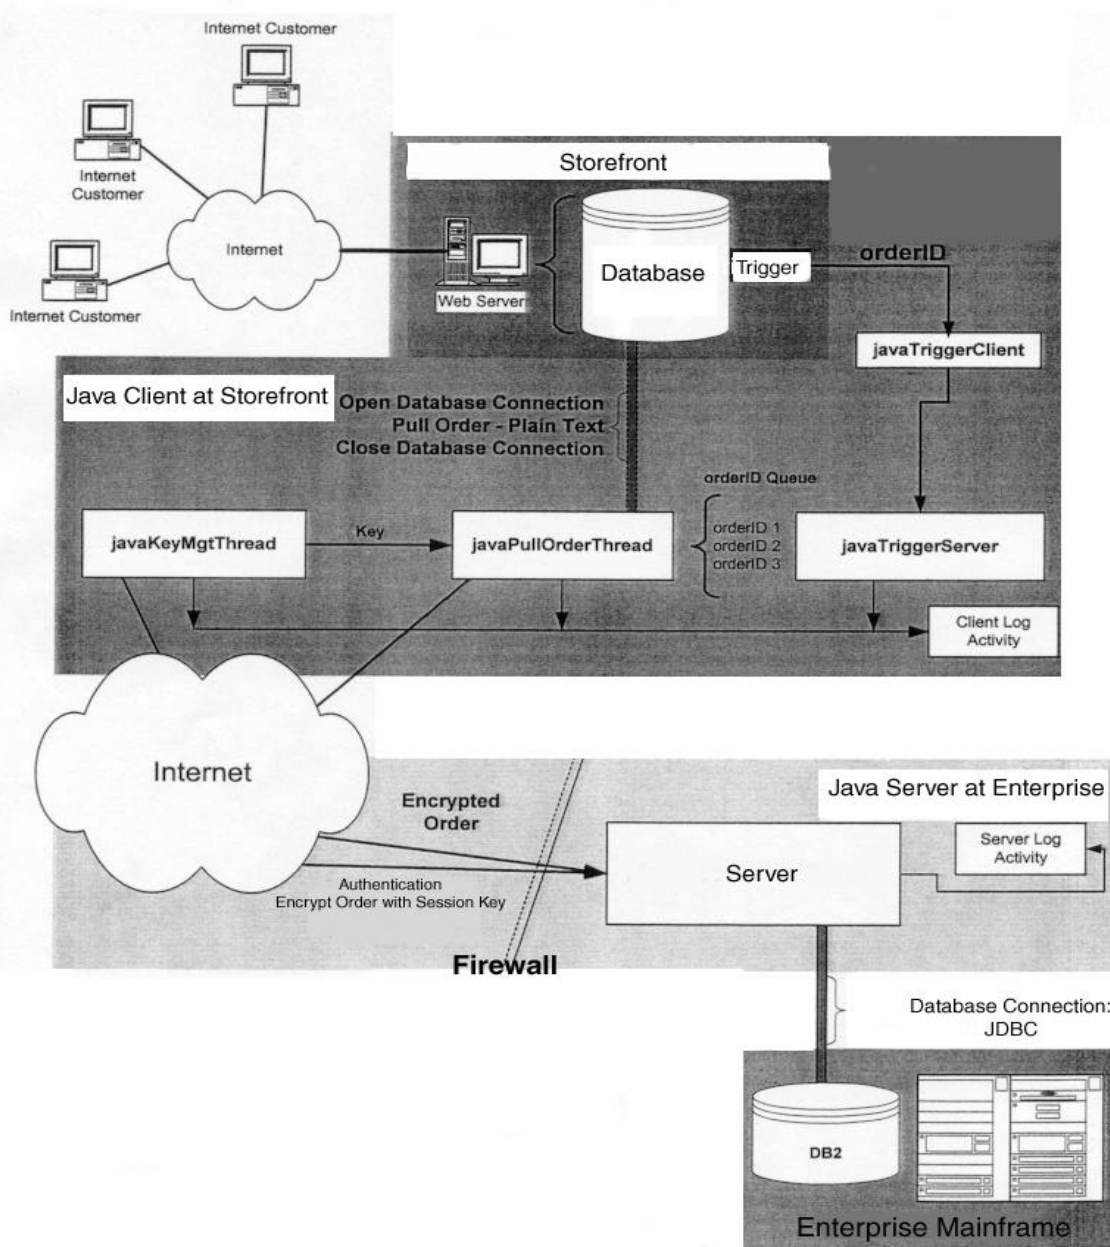 Internet Customer
Internet
Customer
Internet Customer
Internet
Storefront
Web Server
Database
Trigger
orderID
javaTriggerClient
Java Client at Storefront
Open Database Connection
Pull Order - Plain Text
Close Database Connection
orderID Queue
orderID 1
orderID 2
orderID 3
javaKeyMgtThread
Key
javaPullOrderThread
javaTriggerServer
Client Log
Activity
Internet
Encrypted
Order
Authentication
Encrypt Order with Session Key
Firewall
Java Server at Enterprise
Server
Server Log
Activity
Database Connection:
JDBC
DB2
Enterprise Mainframe